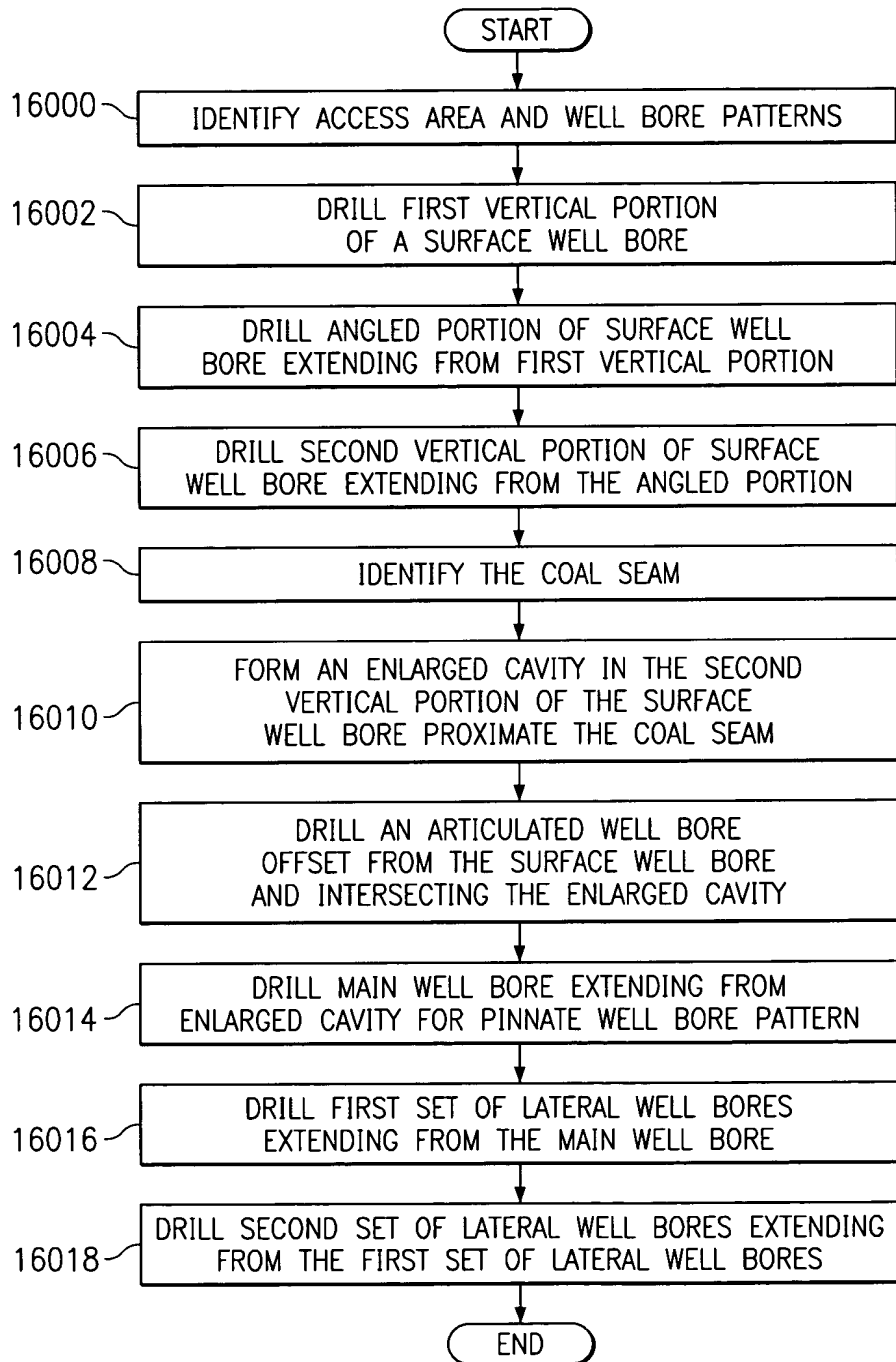 START
16000
IDENTIFY ACCESS AREA AND WELL BORE PATTERNS
16002
DRILL FIRST VERTICAL PORTION
OF A SURFACE WELL BORE
16004
DRILL ANGLED PORTION OF SURFACE WELL
BORE EXTENDING FROM FIRST VERTICAL PORTION
16006
DRILL SECOND VERTICAL PORTION OF SURFACE
WELL BORE EXTENDING FROM THE ANGLED PORTION
16008
IDENTIFY THE COAL SEAM
16010
FORM AN ENLARGED CAVITY IN THE SECOND
VERTICAL PORTION OF THE SURFACE
WELL BORE PROXIMATE THE COAL SEAM
16012
DRILL AN ARTICULATED WELL BORE
OFFSET FROM THE SURFACE WELL BORE
AND INTERSECTING THE ENLARGED CAVITY
16014
DRILL MAIN WELL BORE EXTENDING FROM
ENLARGED CAVITY FOR PINNATE WELL BORE PATTERN
16016
DRILL FIRST SET OF LATERAL WELL BORES
EXTENDING FROM THE MAIN WELL BORE
16018
DRILL SECOND SET OF LATERAL WELL BORES EXTENDING
FROM THE FIRST SET OF LATERAL WELL BORES
END